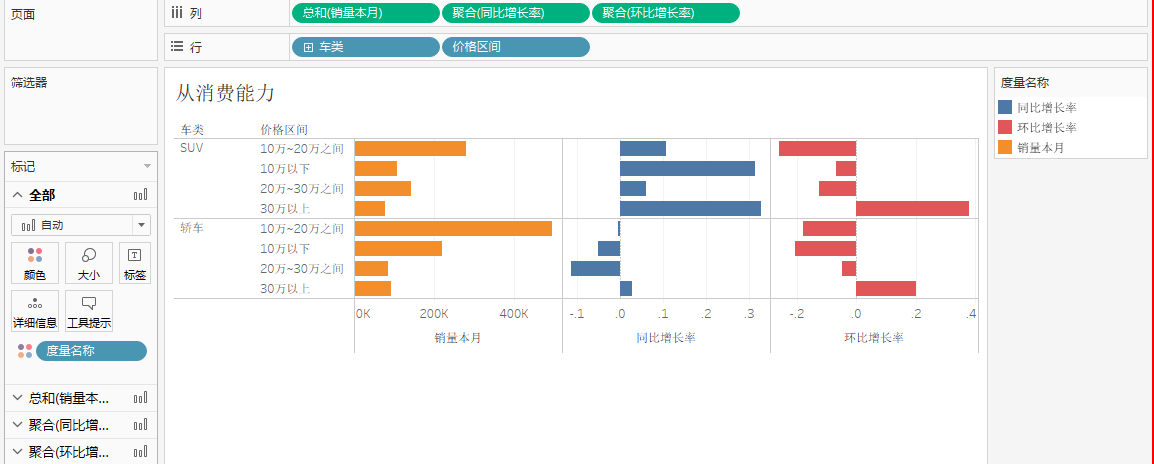 页面
列
总和(销量本月)
聚合(同比增长率)
聚合(环比增长率)
行
车类
价格区间
筛选器
标记
全部
自动
颜色
大小
标签
详细信息
工具提示
度量名称
总和(销量本...
聚合(同比增...
聚合(环比增...
从消费能力
车类 价格区间
SUV 10万~20万之间
10万以下
20万~30万之间
30万以上
轿车 10万~20万之间
10万以下
20万~30万之间
30万以上
0K 200K 400K -.1 .0 .1 .2 .3 -.2 .0 .2 .4
销量本月 同比增长率 环比增长率
度量名称
同比增长率
环比增长率
销量本月